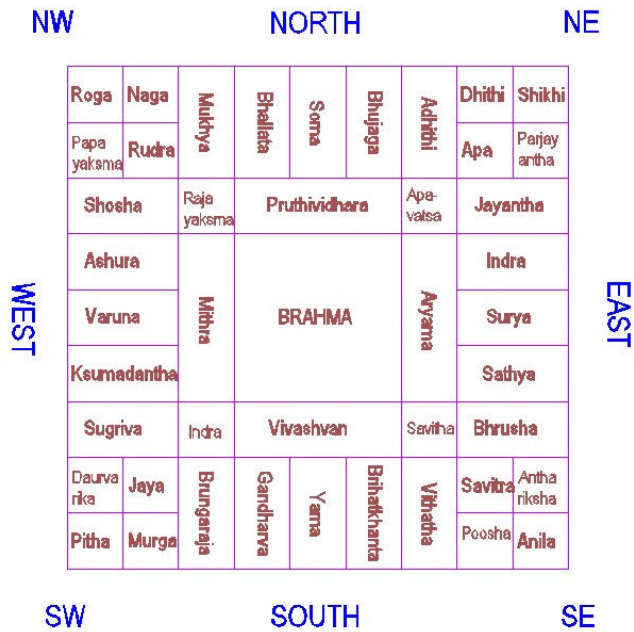 NW NORTH NE
Roga Naga Mukhya Bhallata Soma Bhujaga Adhithi Dhithi Shikhi
Papa yaksma Rudra Apa Parjay antha
Shosha Raja yaksma Pruthividhara Apa- vatsa Jayantha
Ashura Indra
WEST Varuna Mithra BRAHMA Aryama Surya EAST
Ksumadantha Sathya
Sugriva Indra Vivashvan Savitha Bhrusha
Daurva rika Jaya Brungaraja Gandharva Yama Brihatkhanta Vithatha Savitra Antha riksha
Pitha Murga Poosha Anila
SW SOUTH SE